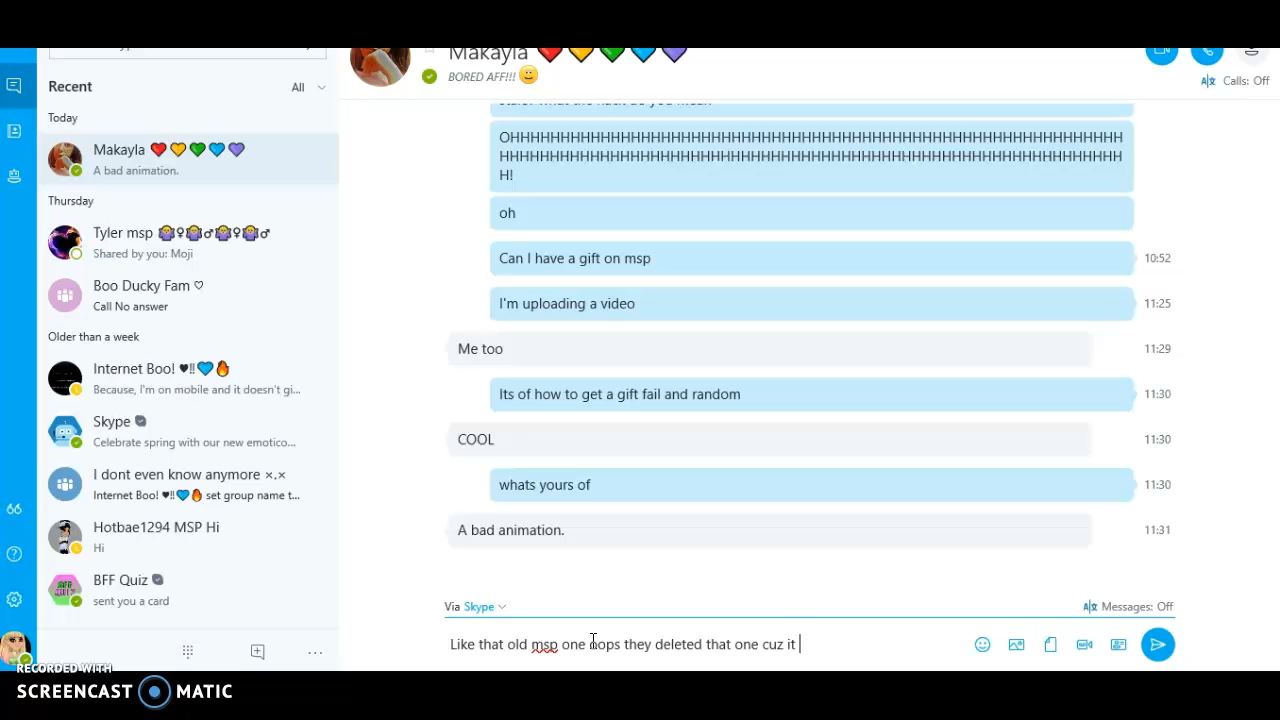 Recent
All
Today
Makayla ❤️💛💚💙💜
A bad animation.
Thursday
Tyler msp 🤷♀🤷♂🤷♀🤷♂
Shared by you: Moji
Boo Ducky Fam ♡
Call No answer
Older than a week
Internet Boo! ♥‼💙🔥
Because, I'm on mobile and it doesn't gi...
Skype
Celebrate spring with our new emotico...
I dont even know anymore ×.×
Internet Boo! ♥‼💙🔥 set group name t...
Hotbae1294 MSP Hi
Hi
BFF Quiz
sent you a card
Makayla ❤️💛💚💙💜
BORED AFF!!! 😀
Calls: Off
OHHHHHHHHHHHHHHHHHHHHHHHHHHHHHHHHHHHHHHHHHHHHHHHHH
HHHHHHHHHHHHHHHHHHHHHHHHHHHHHHHHHHHHHHHHHHHHHHHHHH
H!
oh
Can I have a gift on msp
10:52
I'm uploading a video
11:25
Me too
11:29
Its of how to get a gift fail and random
11:30
COOL
11:30
whats yours of
11:30
A bad animation.
11:31
Via Skype
Messages: Off
Like that old msp one oops they deleted that one cuz it
RECORDED WITH
SCREENCAST MATIC